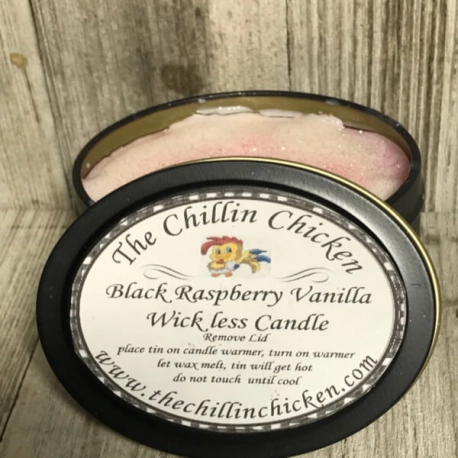 The Chillin Chicken
Black Raspberry Vanilla
Wick less Candle
Remove Lid
place tin on candle warmer, turn on warmer
let wax melt, tin will get hot
do not touch until cool
www.thechillinchicken.com